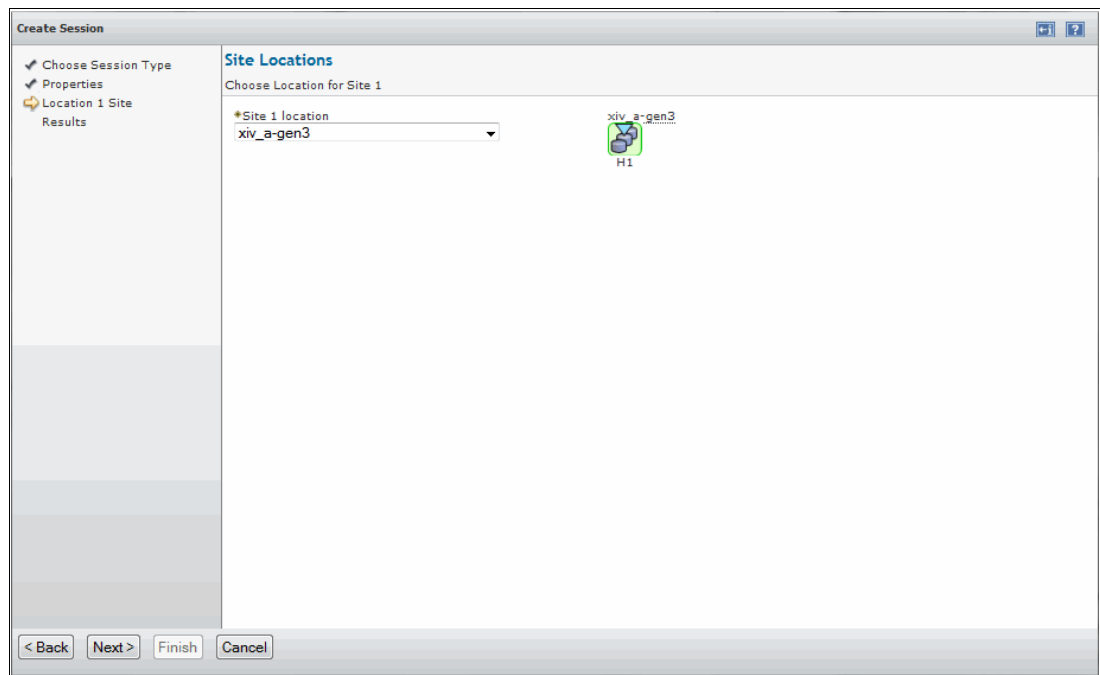 Create Session
Choose Session Type
Properties
Location 1 Site
Results
Site Locations
Choose Location for Site 1
*Site 1 location
xiv_a-gen3
xiv_a-gen3
H1
< Back Next > Finish Cancel